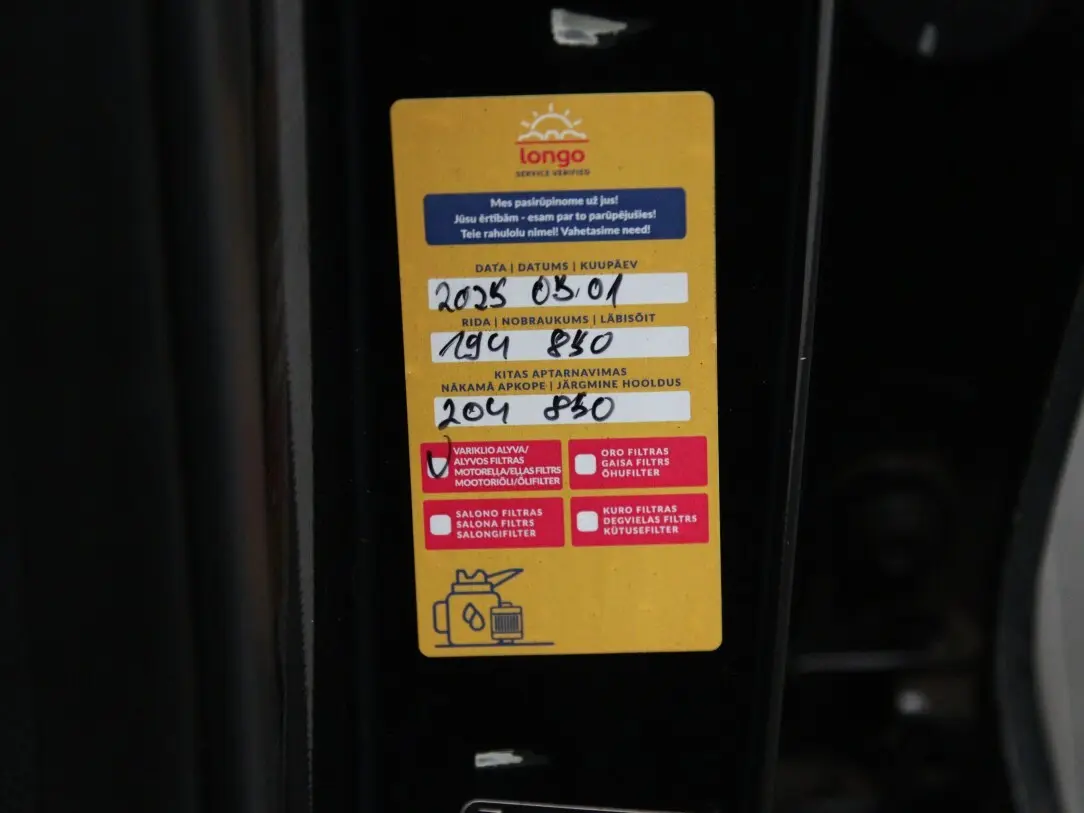 longo
SERVICE VERIFIED
Mes pasirūpinome už jus!
Jūsu ērtībām - esam par to parūpējušies!
Teie rahulolu nimel! Vahetasime need!
DATA | DATUMS | KUUPÄEV
2025 05.01
RIDA | NOBRAUKUMS | LÄBISÕIT
194 850
KITAS APTARNAVIMAS
NĀKAMĀ APKOPE | JÄRGMINE HOOLDUS
204 850
VARIKLIO ALYVA/
ALYVOS FILTRAS
MOTOREĻĻA/EĻĻAS FILTRS
MOOTORIÕLI/ÕLIFILTER
ORO FILTRAS
GAISA FILTRS
ÕHUFILTER
SALONO FILTRAS
SALONA FILTRS
SALONGIFILTER
KURO FILTRAS
DEGVIELAS FILTRS
KÜTUSEFILTER